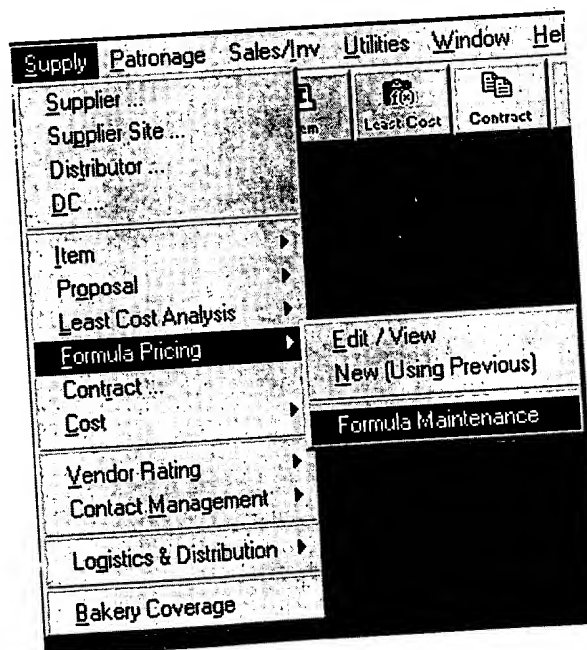 Supply Patronage Sales/Inv Utilities Window Hel
Supplier ...
Supplier Site ...
Distributor ...
DC ...
Least Cost
Contract
Item
Proposal
Least Cost Analysis
Formula Pricing
Contract ...
Cost
Edit / View
New (Using Previous)
Formula Maintenance
Vendor Rating
Contact Management
Logistics & Distribution
Bakery Coverage